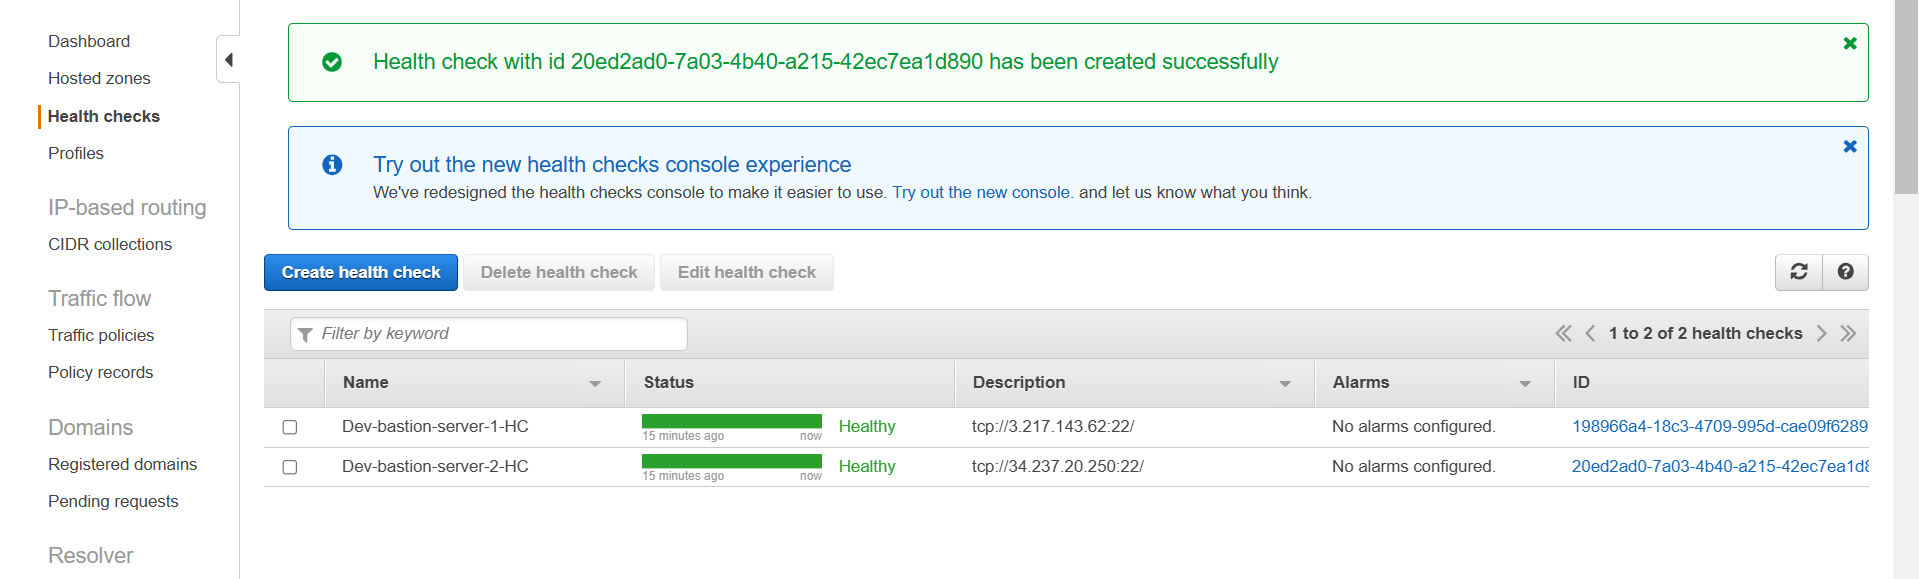 Dashboard
Hosted zones
Health checks
Profiles
IP-based routing
CIDR collections
Traffic flow
Traffic policies
Policy records
Domains
Registered domains
Pending requests
Resolver
Health check with id 20ed2ad0-7a03-4b40-a215-42ec7ea1d890 has been created successfully
Try out the new health checks console experience
We've redesigned the health checks console to make it easier to use. Try out the new console. and let us know what you think.
Create health check Delete health check Edit health check
Filter by keyword 1 to 2 of 2 health checks
Name Status Description Alarms ID
Dev-bastion-server-1-HC Healthy tcp://3.217.143.62:22/ No alarms configured. 198966a4-18c3-4709-995d-cae09f6289
15 minutes ago now
Dev-bastion-server-2-HC Healthy tcp://34.237.20.250:22/ No alarms configured. 20ed2ad0-7a03-4b40-a215-42ec7ea1d8
15 minutes ago now